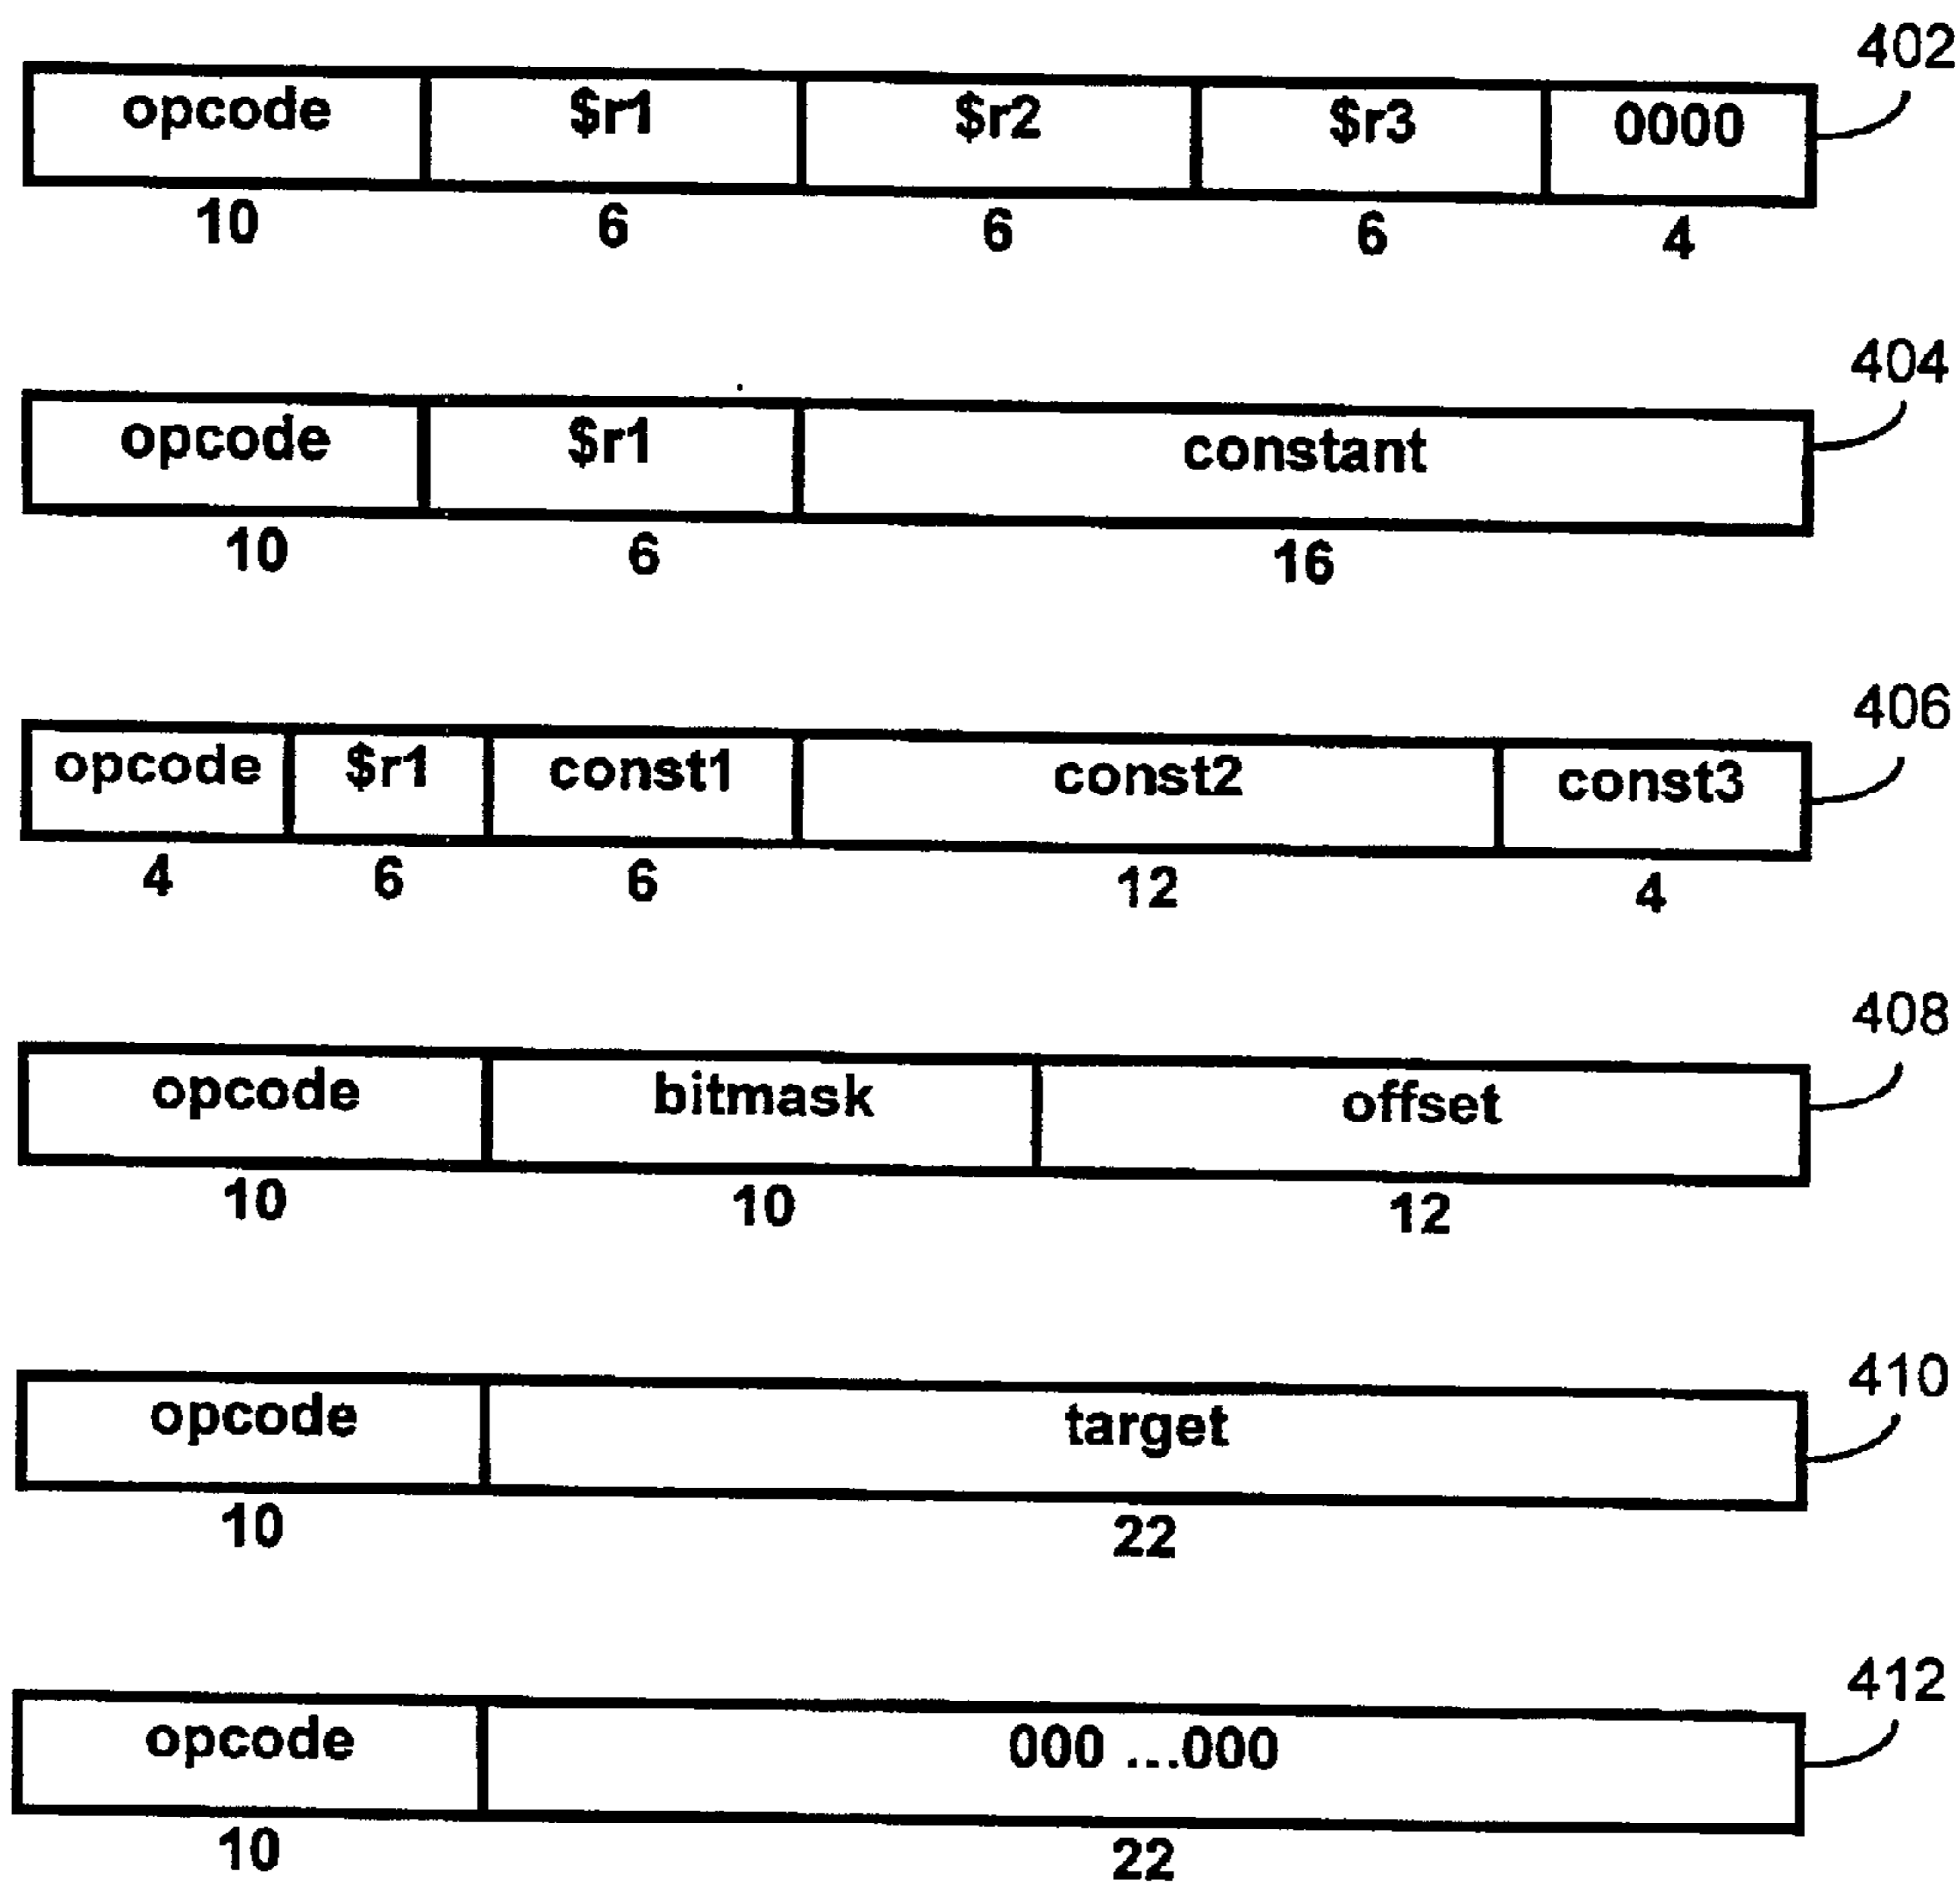 402
opcode $r1 $r2 $r3 0000
10 6 6 6 4
404
opcode $r1 constant
10 6 16
406
opcode $r1 const1 const2 const3
4 6 6 12 4
408
opcode bitmask offset
10 10 12
410
opcode target
10 22
412
opcode 000 ...000
10 22